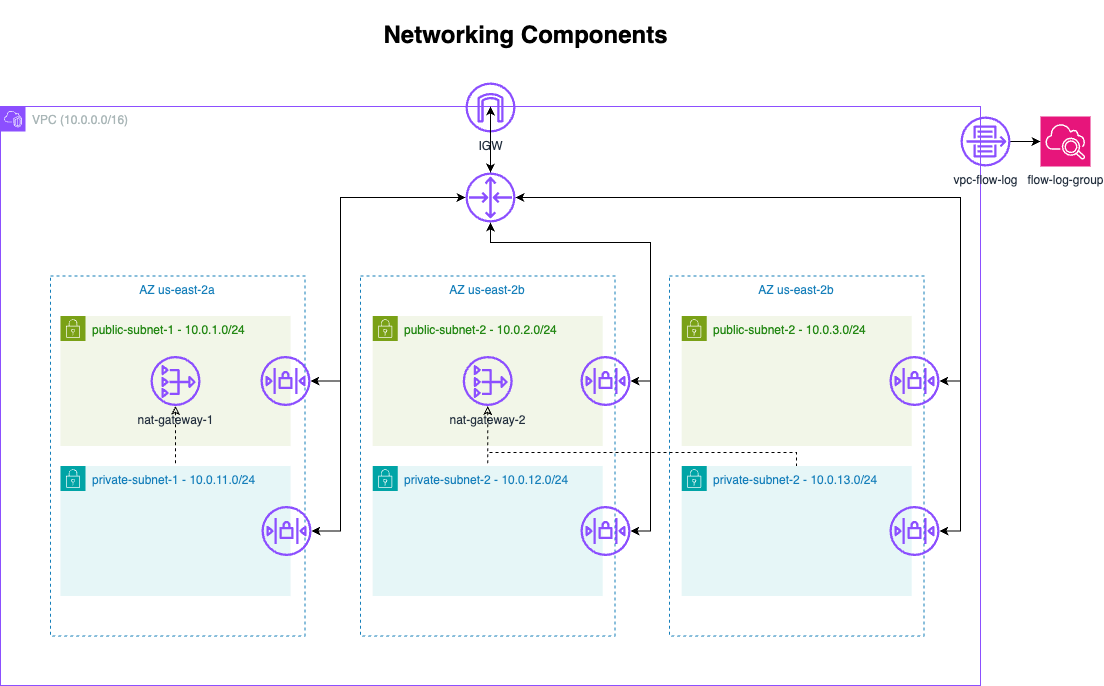 Networking Components
VPC (10.0.0.0/16)
IGW
vpc-flow-log
flow-log-group
AZ us-east-2a
AZ us-east-2b
AZ us-east-2b
public-subnet-1 - 10.0.1.0/24
public-subnet-2 - 10.0.2.0/24
public-subnet-2 - 10.0.3.0/24
nat-gateway-1
nat-gateway-2
private-subnet-1 - 10.0.11.0/24
private-subnet-2 - 10.0.12.0/24
private-subnet-2 - 10.0.13.0/24